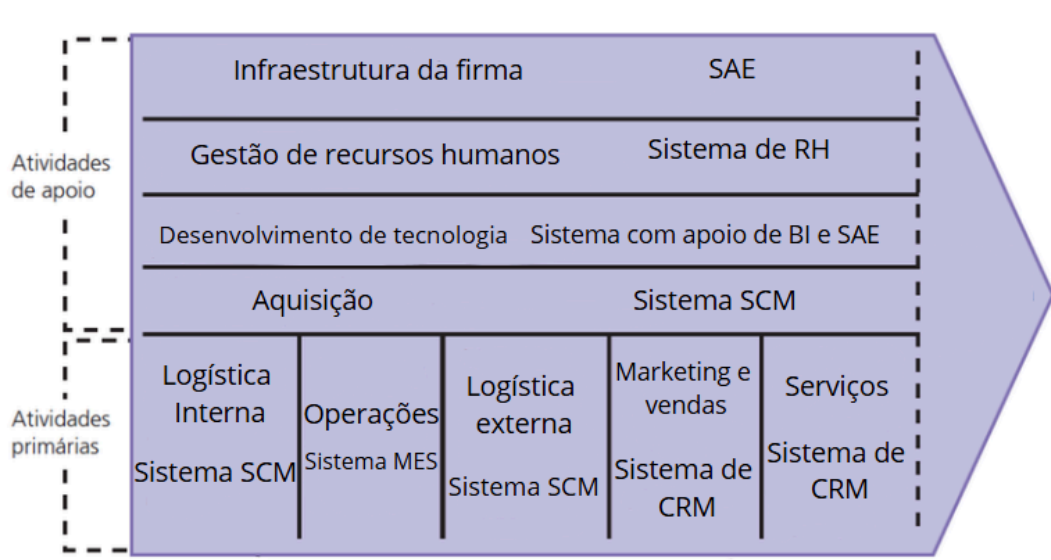 Atividades
de apoio
Infraestrutura da firma SAE
Gestão de recursos humanos Sistema de RH
Desenvolvimento de tecnologia Sistema com apoio de BI e SAE
Aquisição Sistema SCM
Atividades
primárias
Logística
Interna
Sistema SCM
Operações
Sistema MES
Logística
externa
Sistema SCM
Marketing e
vendas
Sistema de
CRM
Serviços
Sistema de
CRM